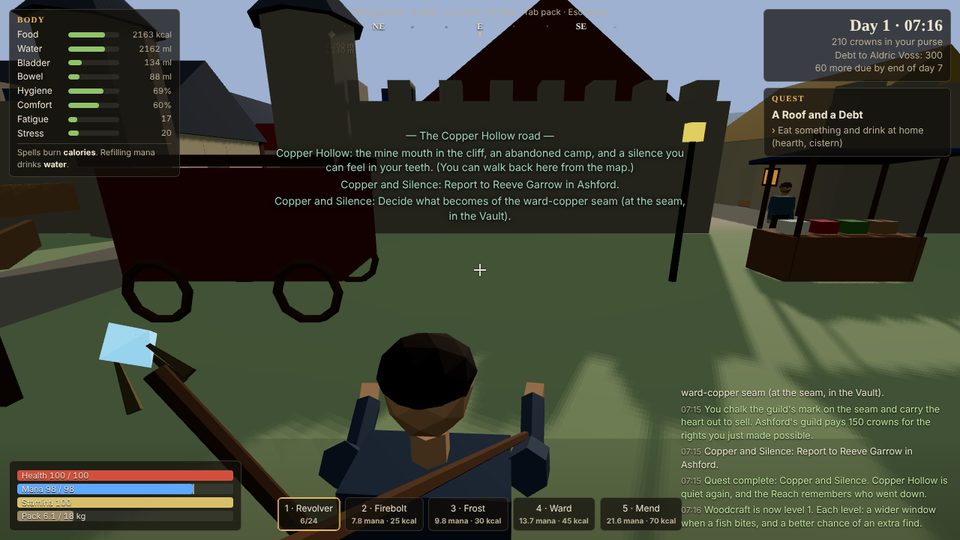 BODY
Food 2163 kcal
Water 2162 ml
Bladder 134 ml
Bowel 88 ml
Hygiene 69%
Comfort 60%
Fatigue 17
Stress 20
Spells burn calories. Refilling mana
drinks water.
Tab pack · Esc
NE E SE
Day 1 · 07:16
210 crowns in your purse
Debt to Aldric Voss: 300
60 more due by end of day 7
QUEST
A Roof and a Debt
› Eat something and drink at home
(hearth, cistern)
— The Copper Hollow road —
Copper Hollow: the mine mouth in the cliff, an abandoned camp, and a silence you
can feel in your teeth. (You can walk back here from the map.)
Copper and Silence: Report to Reeve Garrow in Ashford.
Copper and Silence: Decide what becomes of the ward-copper seam (at the seam,
in the Vault).
ward-copper seam (at the seam, in the Vault).
07:15 You chalk the guild's mark on the seam and carry the
heart out to sell. Ashford's guild pays 150 crowns for the
rights you just made possible.
07:15 Copper and Silence: Report to Reeve Garrow in
Ashford.
07:15 Quest complete: Copper and Silence. Copper Hollow is
quiet again, and the Reach remembers who went down.
07:16 Woodcraft is now level 1. Each level: a wider window
when a fish bites, and a better chance of an extra find.
Health 100 / 100
Mana 98 / 98
Stamina 100
Pack 6.1 / 18 kg
1 · Revolver
6/24
2 · Firebolt
7.8 mana · 25 kcal
3 · Frost
9.8 mana · 30 kcal
4 · Ward
13.7 mana · 45 kcal
5 · Mend
21.6 mana · 70 kcal